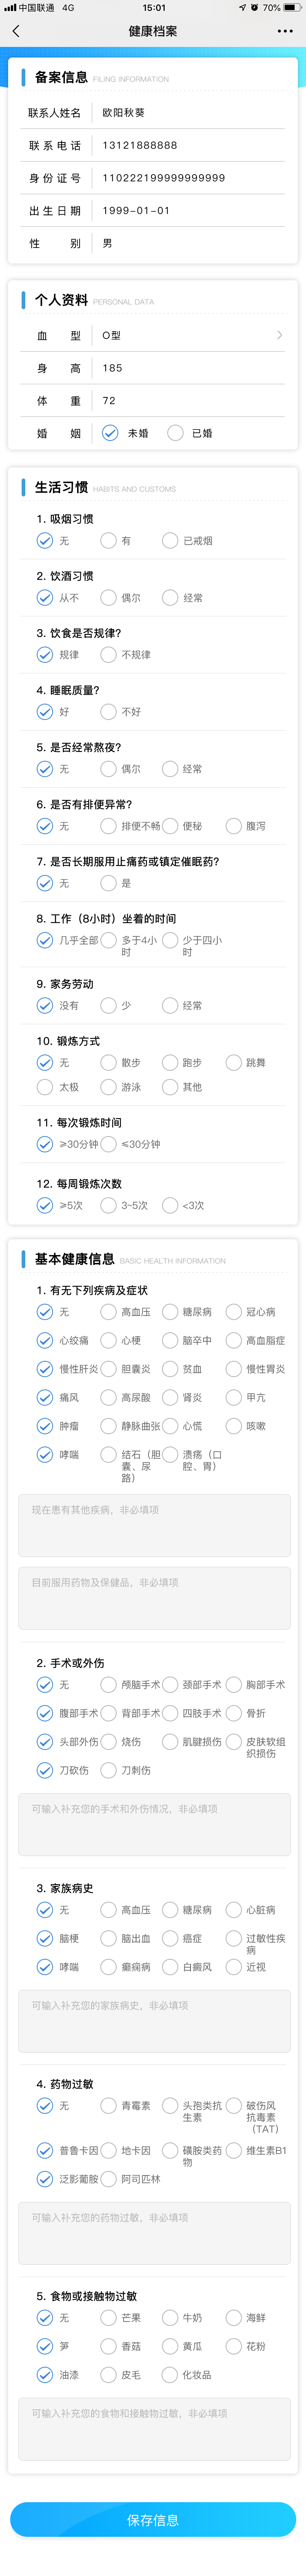 中国联通 4G 15:01 70%
健康档案
备案信息 FILING INFORMATION
联系人姓名 欧阳秋葵
联系电话 13121888888
身份证号 110222199999999999
出生日期 1999-01-01
性别 男
个人资料 PERSONAL DATA
血型 O型
身高 185
体重 72
婚姻 未婚 已婚
生活习惯 HABITS AND CUSTOMS
1. 吸烟习惯
无 有 已戒烟
2. 饮酒习惯
从不 偶尔 经常
3. 饮食是否规律?
规律 不规律
4. 睡眠质量?
好 不好
5. 是否经常熬夜?
无 偶尔 经常
6. 是否有排便异常?
无 排便不畅 便秘 腹泻
7. 是否长期服用止痛药或镇定催眠药?
无 是
8. 工作（8小时）坐着的时间
几乎全部 多于4小时 少于四小时
9. 家务劳动
没有 少 经常
10. 锻炼方式
无 散步 跑步 跳舞
太极 游泳 其他
11. 每次锻炼时间
≥30分钟 ≤30分钟
12. 每周锻炼次数
≥5次 3~5次 <3次
基本健康信息 BASIC HEALTH INFORMATION
1. 有无下列疾病及症状
无 高血压 糖尿病 冠心病
心绞痛 心梗 脑卒中 高血脂症
慢性肝炎 胆囊炎 贫血 慢性胃炎
痛风 高尿酸 肾炎 甲亢
肿瘤 静脉曲张 心慌 咳嗽
哮喘 结石（胆囊、尿路） 溃疡（口腔、胃）
现在患有其他疾病，非必填项
目前服用药物及保健品，非必填项
2. 手术或外伤
无 颅脑手术 颈部手术 胸部手术
腹部手术 背部手术 四肢手术 骨折
头部外伤 烧伤 肌腱损伤 皮肤软组织损伤
刀砍伤 刀刺伤
可输入补充您的手术和外伤情况，非必填项
3. 家族病史
无 高血压 糖尿病 心脏病
脑梗 脑出血 癌症 过敏性疾病
哮喘 癫痫病 白癜风 近视
可输入补充您的家族病史，非必填项
4. 药物过敏
无 青霉素 头孢类抗生素 破伤风抗毒素（TAT）
普鲁卡因 地卡因 磺胺类药物 维生素B1
泛影葡胺 阿司匹林
可输入补充您的药物过敏，非必填项
5. 食物或接触物过敏
无 芒果 牛奶 海鲜
笋 香菇 黄瓜 花粉
油漆 皮毛 化妆品
可输入补充您的食物和接触物过敏，非必填项
保存信息